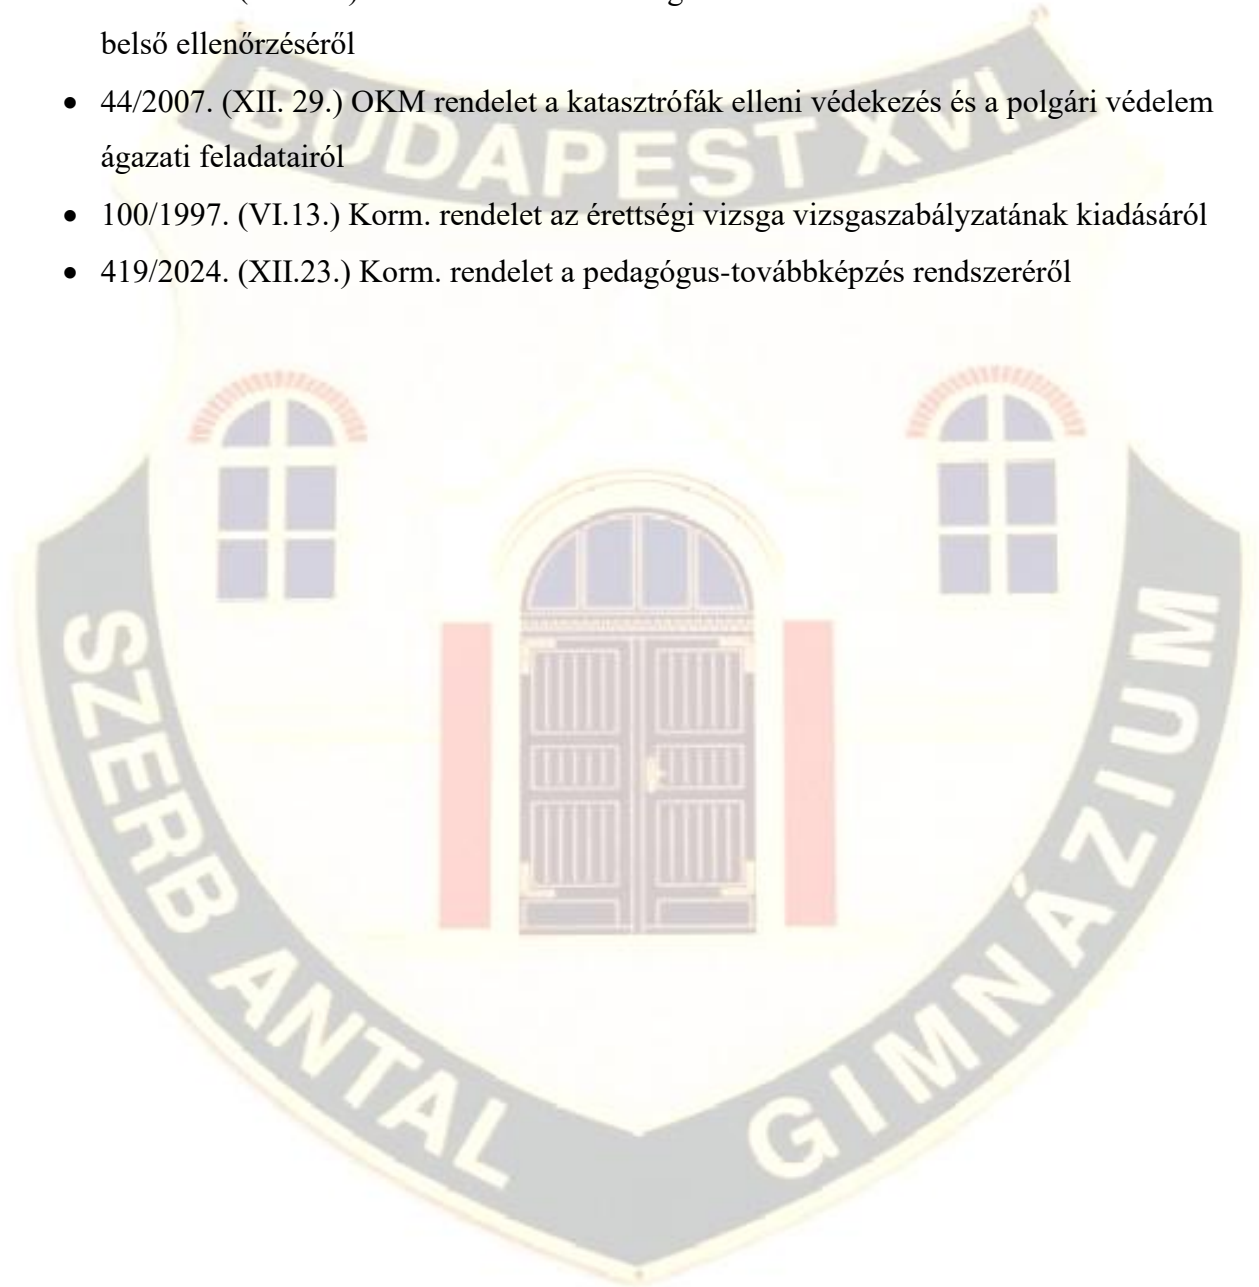 belső ellenőrzéséről
• 44/2007. (XII. 29.) OKM rendelet a katasztrófák elleni védekezés és a polgári védelem
ágazati feladatairól
• 100/1997. (VI.13.) Korm. rendelet az érettségi vizsga vizsgaszabályzatának kiadásáról
• 419/2024. (XII.23.) Korm. rendelet a pedagógus-továbbképzés rendszeréről
BUDAPEST XVI.
SZERB ANTAL
GIMNÁZIUM